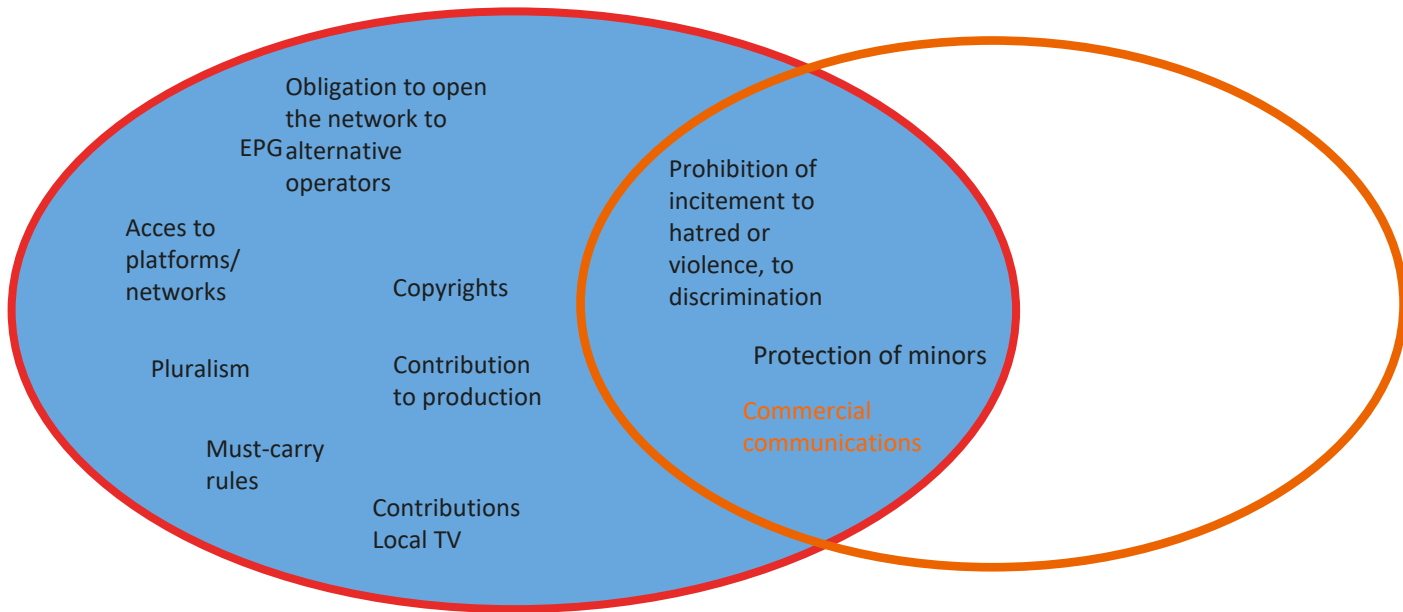 Obligation to open
the network to
EPG alternative
operators
Prohibition of
incitement to
hatred or
violence, to
discrimination
Acces to
platforms/
networks
Copyrights
Protection of minors
Pluralism
Contribution
to production
Commercial
communications
Must-carry
rules
Contributions
Local TV